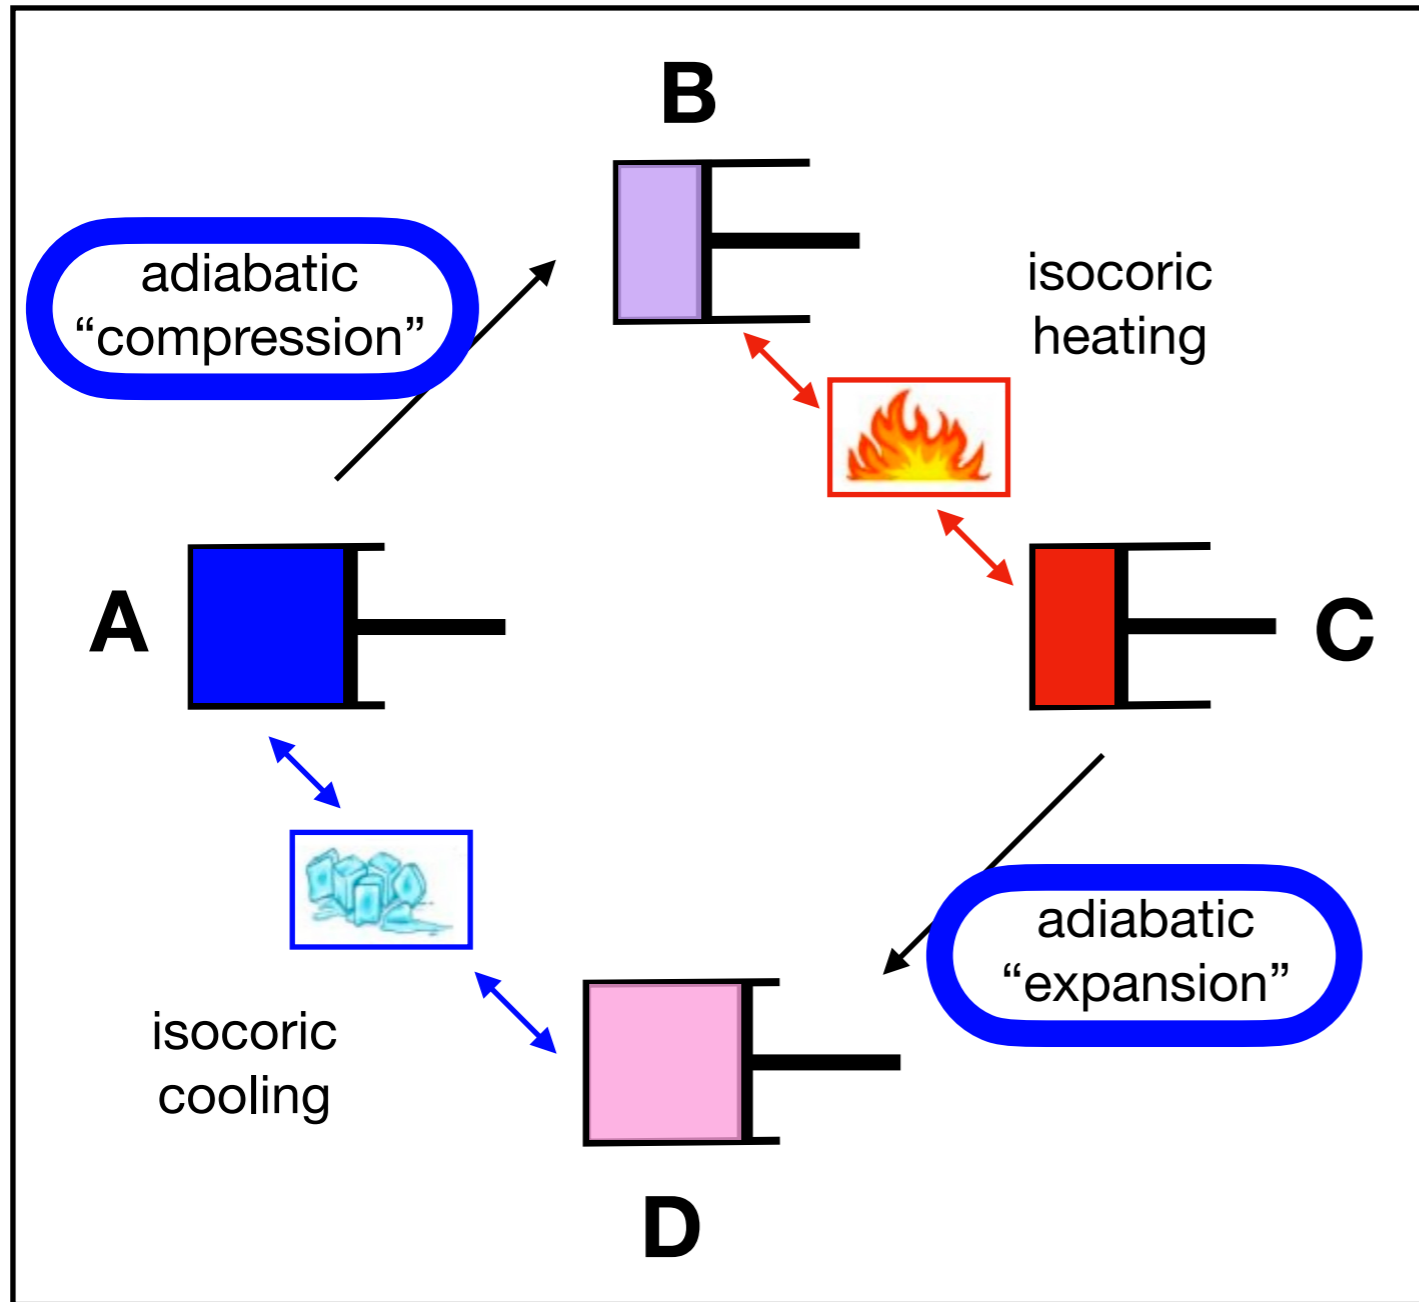 B
adiabatic
“compression”
isocoric
heating
A
C
adiabatic
“expansion”
isocoric
cooling
D